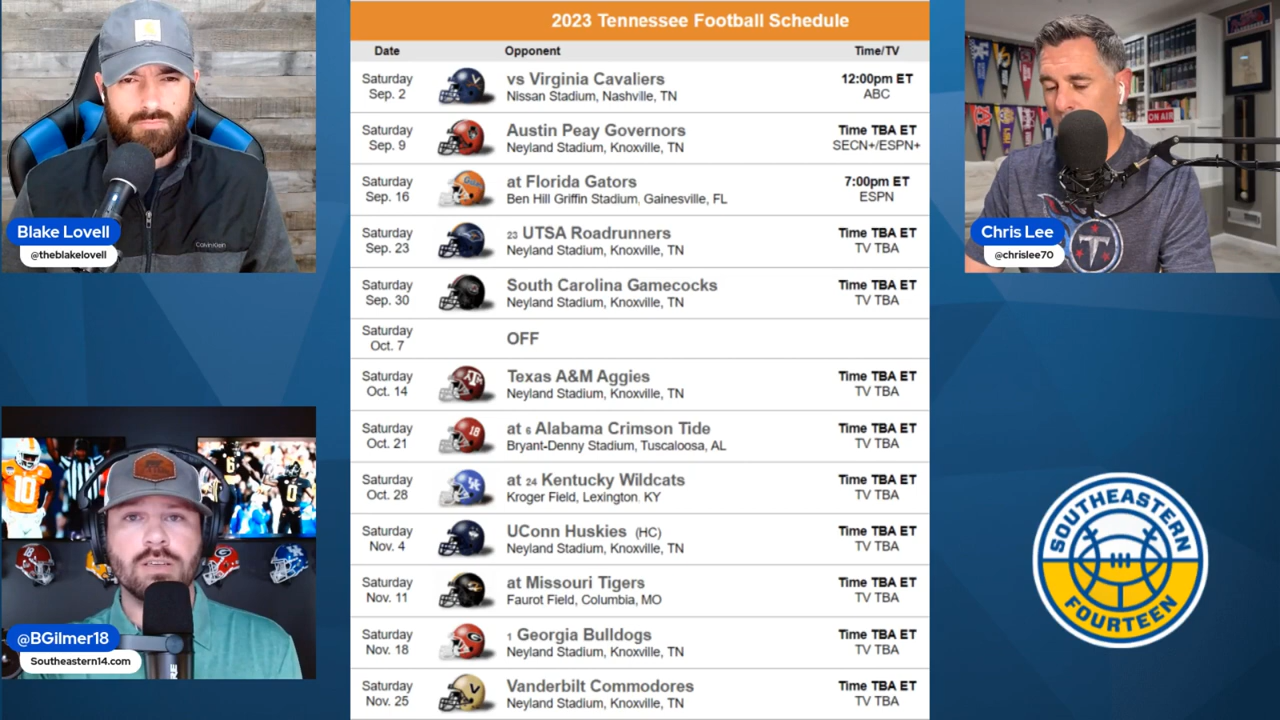 2023 Tennessee Football Schedule
Date Opponent Time/TV
Saturday vs Virginia Cavaliers 12:00pm ET
Sep. 2 Nissan Stadium, Nashville, TN ABC
Saturday Austin Peay Governors Time TBA ET
Sep. 9 Neyland Stadium, Knoxville, TN SECN+/ESPN+
Saturday at Florida Gators 7:00pm ET
Sep. 16 Ben Hill Griffin Stadium, Gainesville, FL ESPN
Saturday 23 UTSA Roadrunners Time TBA ET
Sep. 23 Neyland Stadium, Knoxville, TN TV TBA
Saturday South Carolina Gamecocks Time TBA ET
Sep. 30 Neyland Stadium, Knoxville, TN TV TBA
Saturday
Oct. 7 OFF
Saturday Texas A&M Aggies Time TBA ET
Oct. 14 Neyland Stadium, Knoxville, TN TV TBA
Saturday at 6 Alabama Crimson Tide Time TBA ET
Oct. 21 Bryant-Denny Stadium, Tuscaloosa, AL TV TBA
Saturday at 24 Kentucky Wildcats Time TBA ET
Oct. 28 Kroger Field, Lexington. KY TV TBA
Saturday UConn Huskies (HC) Time TBA ET
Nov. 4 Neyland Stadium, Knoxville, TN TV TBA
Saturday at Missouri Tigers Time TBA ET
Nov. 11 Faurot Field, Columbia, MO TV TBA
Saturday 1 Georgia Bulldogs Time TBA ET
Nov. 18 Neyland Stadium, Knoxville, TN TV TBA
Saturday Vanderbilt Commodores Time TBA ET
Nov. 25 Neyland Stadium, Knoxville, TN TV TBA
Blake Lovell
@theblakelovell
Calvin Klein
Chris Lee
@chrislee70
ON AIR
@BGilmer18
Southeastern14.com
10
6
0
18
SOUTHEASTERN
FOURTEEN